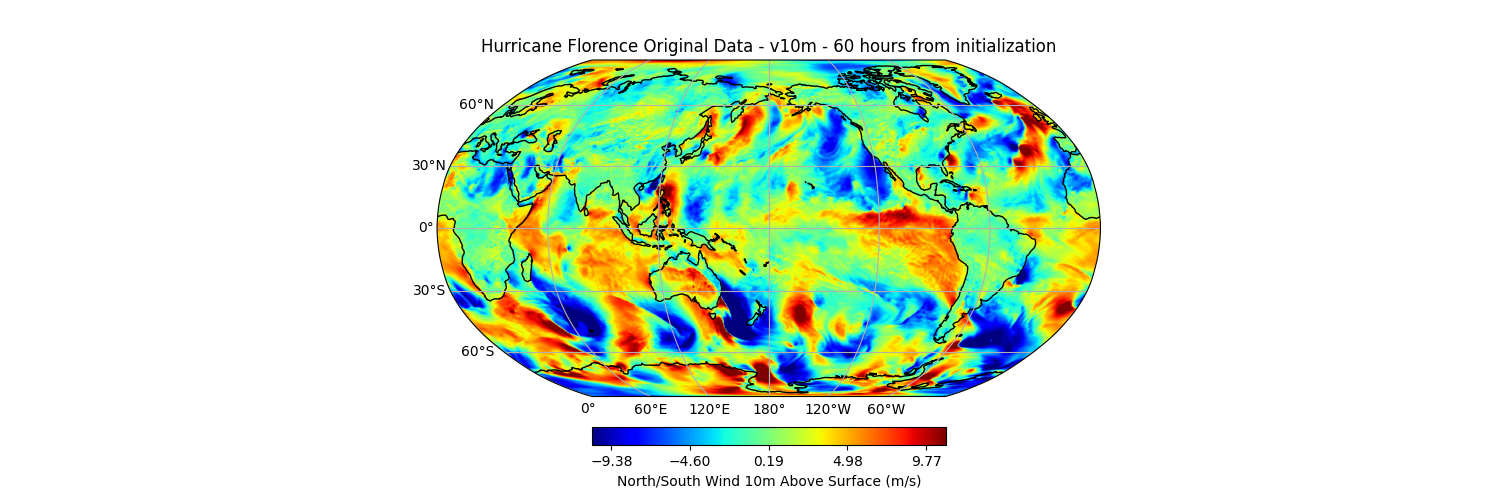 Hurricane Florence Original Data - v10m - 60 hours from initialization
60°N
30°N
0°
30°S
60°S
0° 60°E 120°E 180° 120°W 60°W
−9.38 −4.60 0.19 4.98 9.77
North/South Wind 10m Above Surface (m/s)